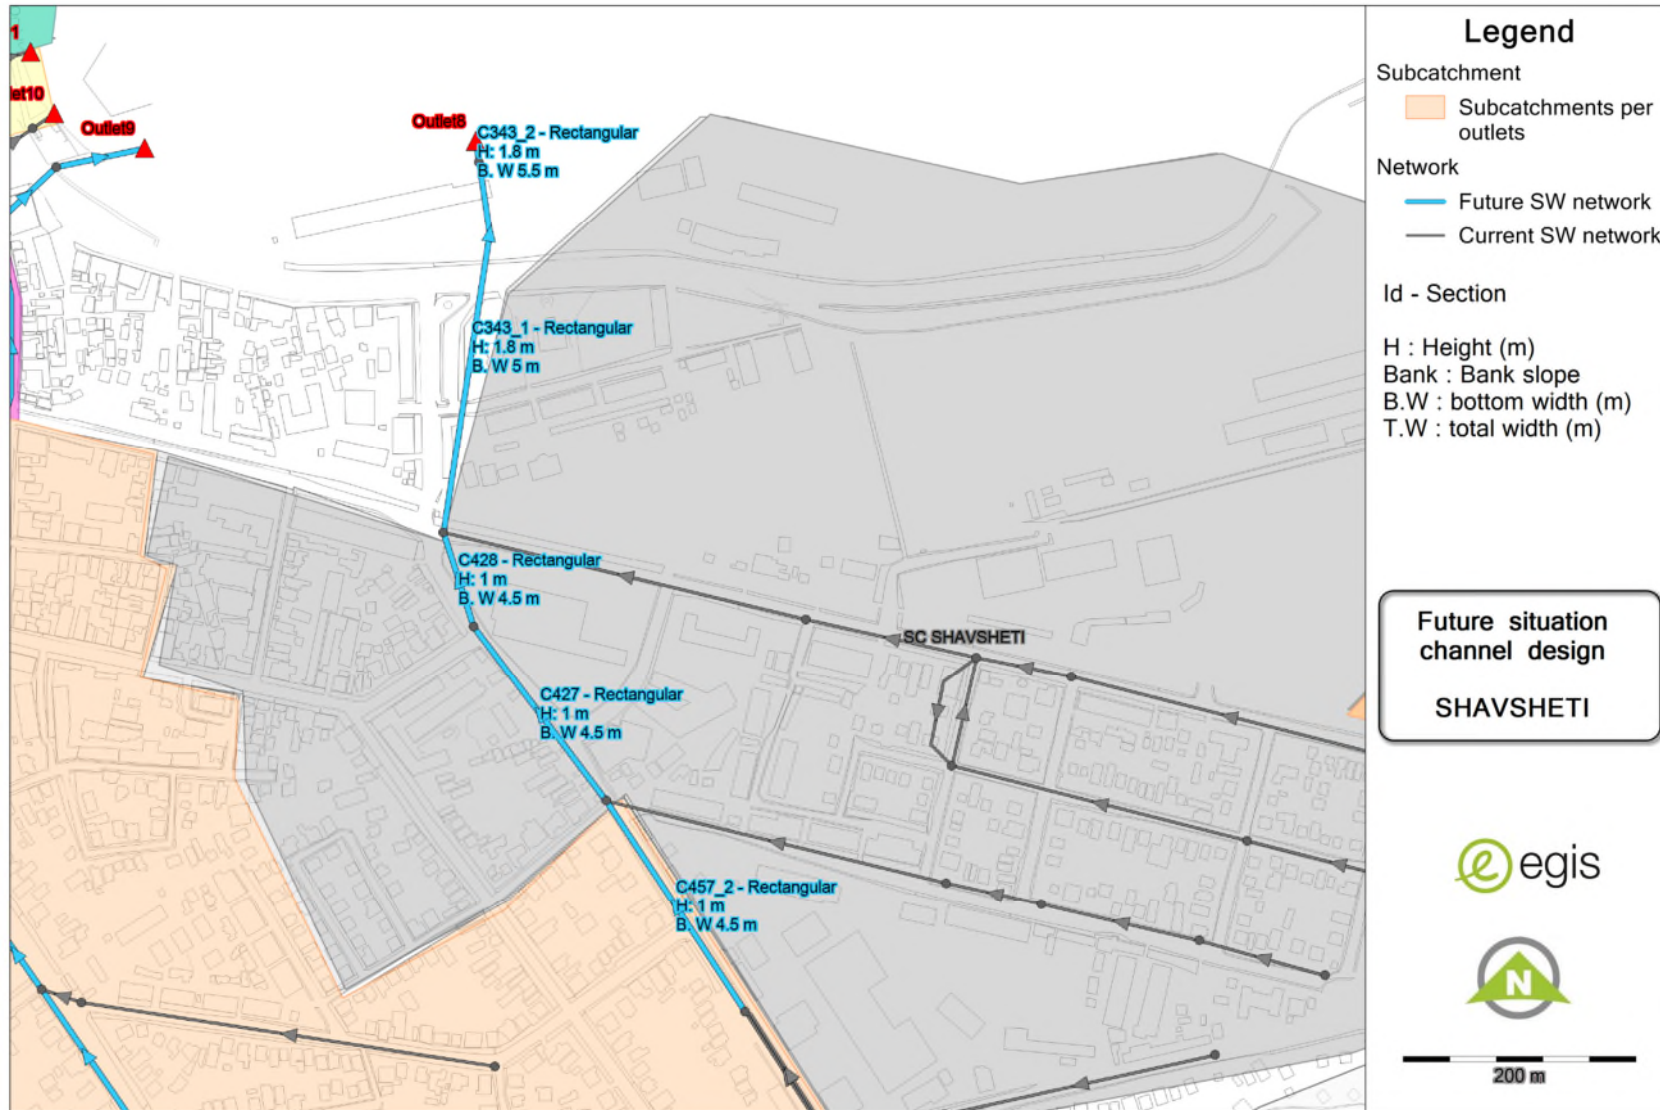 1
let10
Outlet9
Outlet8
C343_2 - Rectangular
H: 1.8 m
B. W 5.5 m
C343_1 - Rectangular
H: 1.8 m
B. W 5 m
C428 - Rectangular
H: 1 m
B. W 4.5 m
SC SHAVSHETI
C427 - Rectangular
H: 1 m
B. W 4.5 m
C457_2 - Rectangular
H: 1 m
B. W 4.5 m
Legend
Subcatchment
Subcatchments per
outlets
Network
Future SW network
Current SW network
Id - Section
H : Height (m)
Bank : Bank slope
B.W : bottom width (m)
T.W : total width (m)
Future situation
channel design
SHAVSHETI
egis
N
200 m